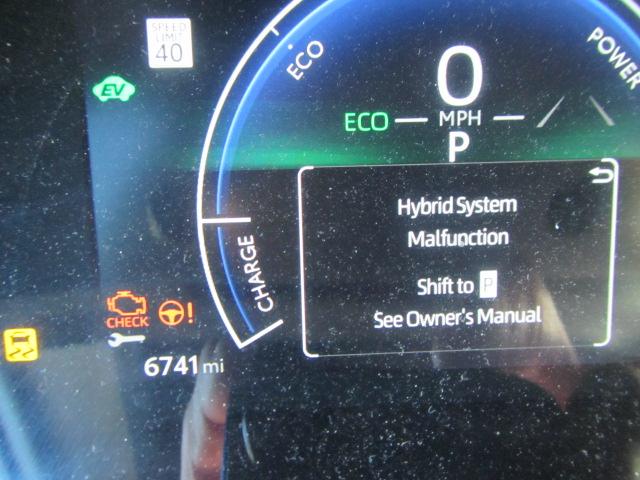 SPEED
LIMIT
40
EV
ECO
POWER
0
ECO
MPH
P
Hybrid System
Malfunction
Shift to P
See Owner's Manual
CHARGE
CHECK
!
6741 mi